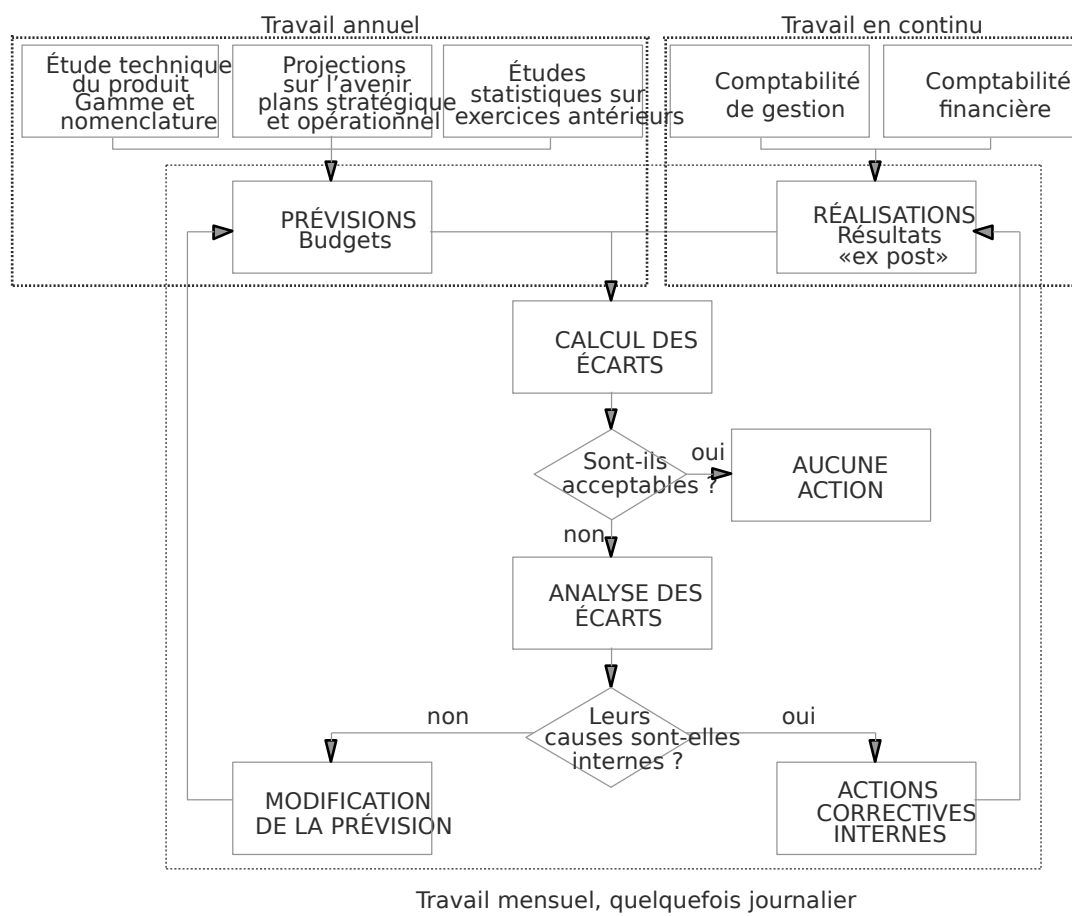 Travail annuel
Travail en continu
Étude technique
du produit
Gamme et
nomenclature
Projections
sur l’avenir
plans stratégique
et opérationnel
Études
statistiques sur
exercices antérieurs
Comptabilité
de gestion
Comptabilité
financière
PRÉVISIONS
Budgets
RÉALISATIONS
Résultats
«ex post»
CALCUL DES
ÉCARTS
Sont-ils
acceptables ?
oui
AUCUNE
ACTION
non
ANALYSE DES
ÉCARTS
non
Leurs
causes sont-elles
internes ?
oui
MODIFICATION
DE LA PRÉVISION
ACTIONS
CORRECTIVES
INTERNES
Travail mensuel, quelquefois journalier